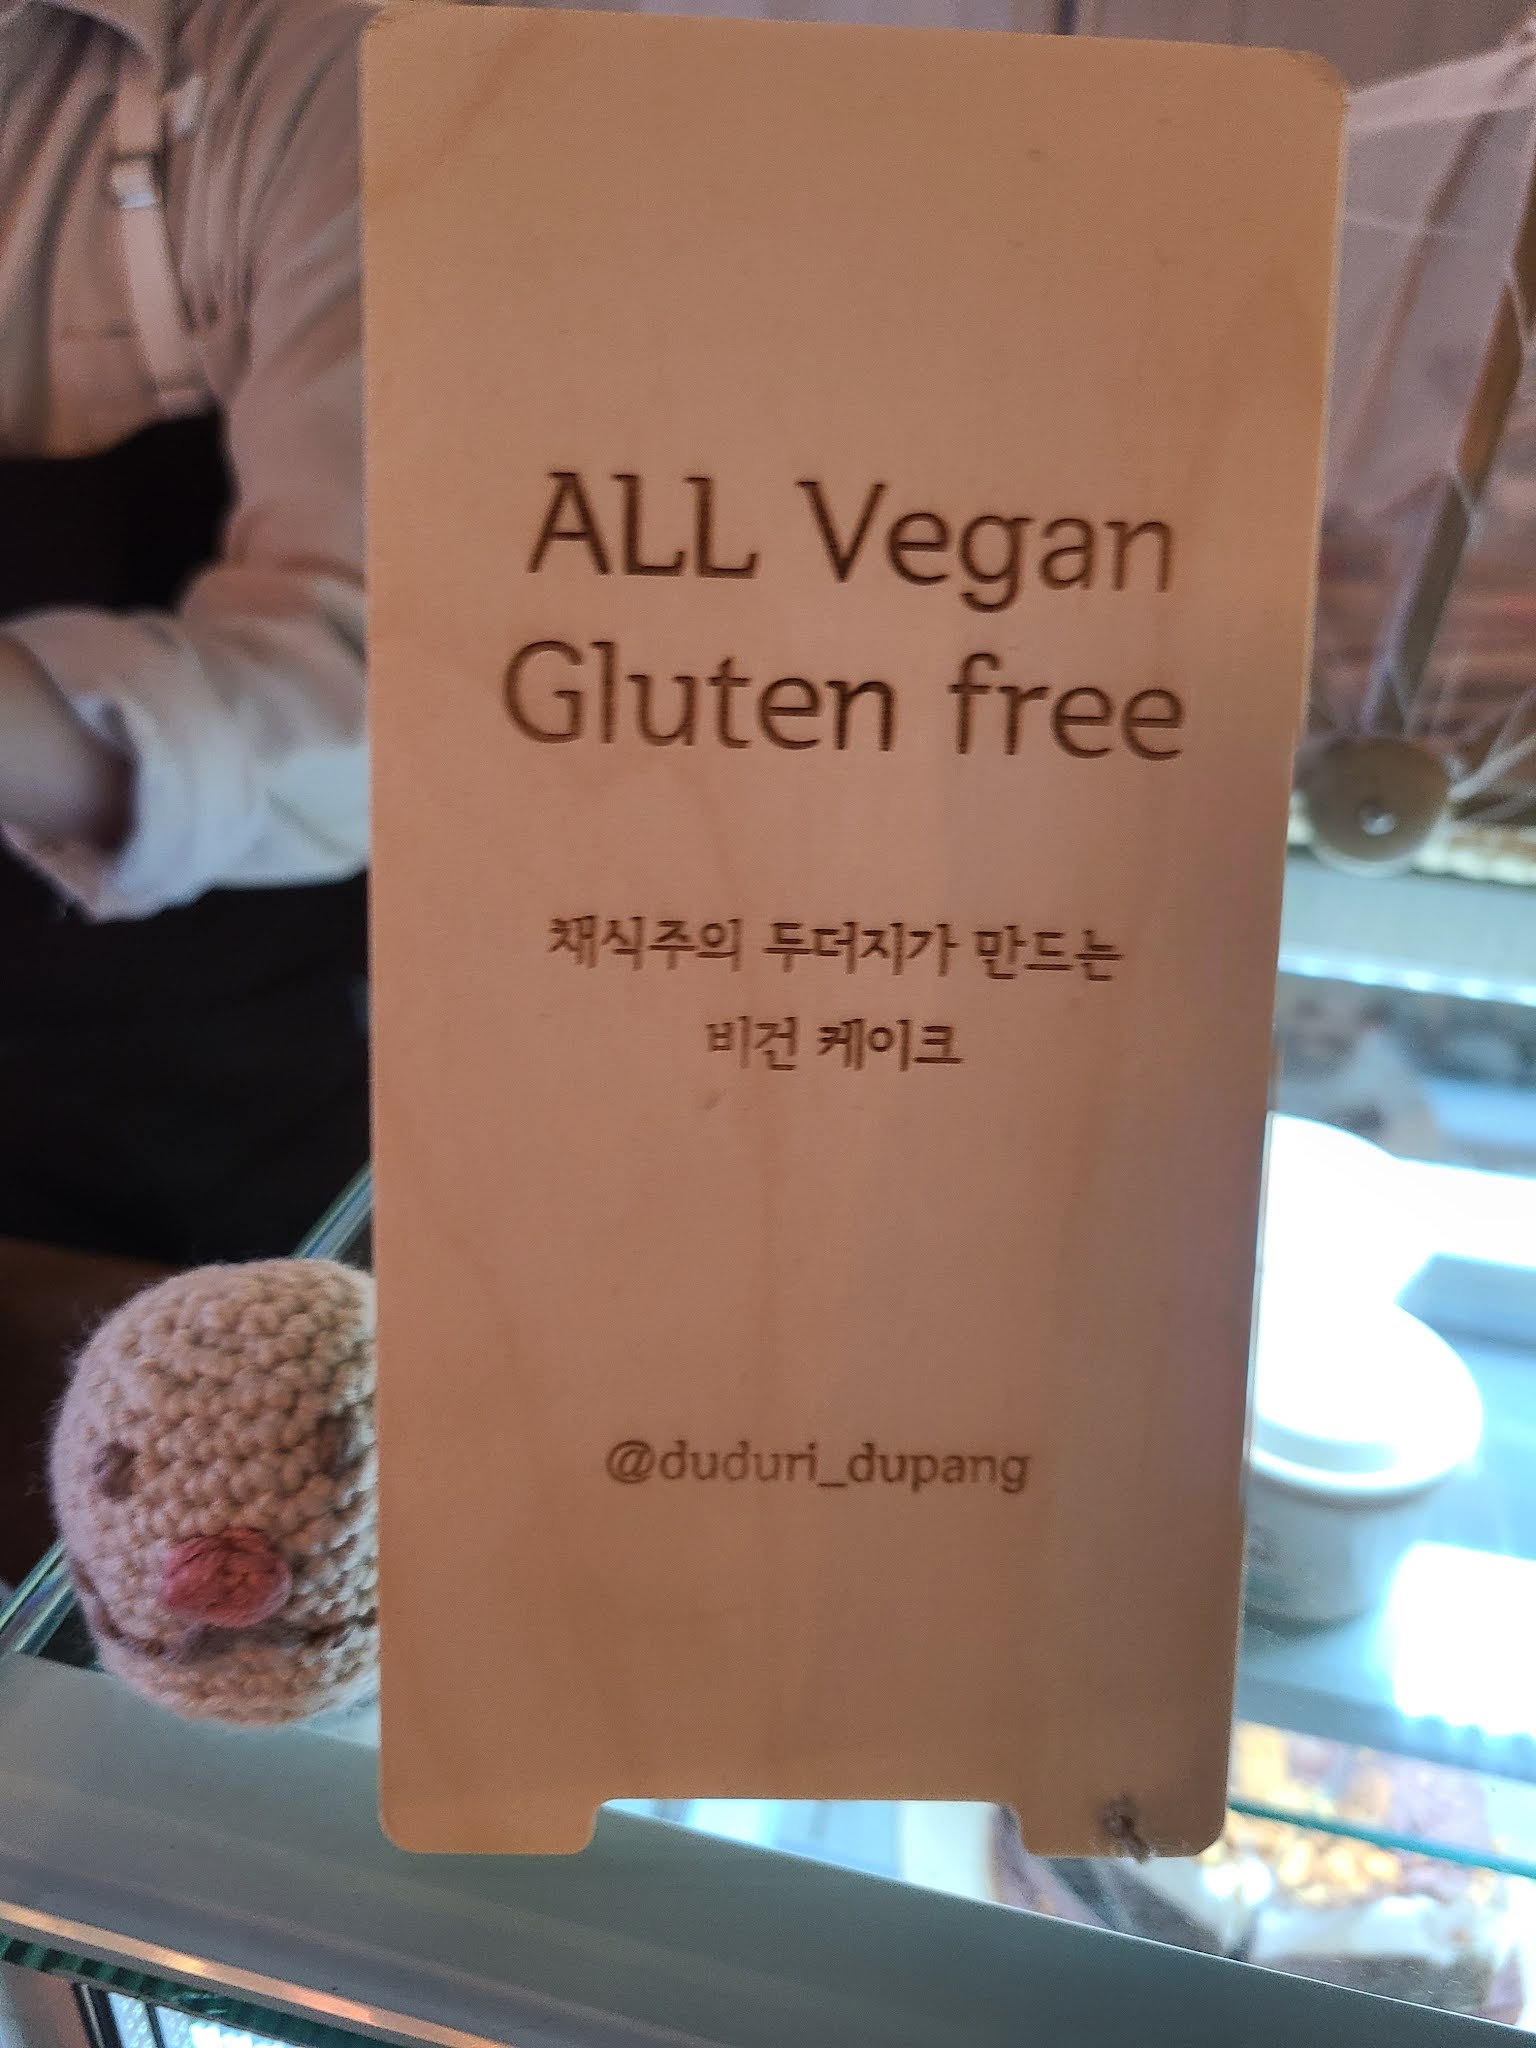 ALL Vegan
Gluten free
채식주의 두더지가 만드는
비건 케이크
@duduri_dupang